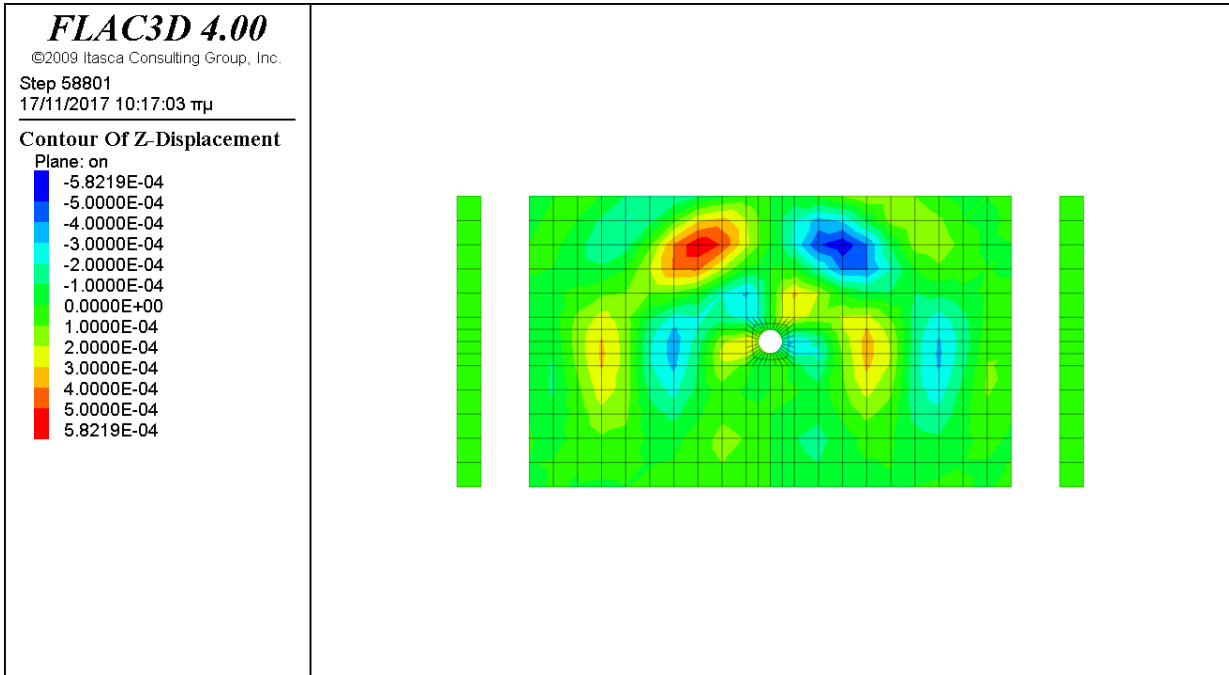 FLAC3D 4.00
©2009 Itasca Consulting Group, Inc.
Step 58801
17/11/2017 10:17:03 πμ
Contour Of Z-Displacement
Plane: on
-5.8219E-04
-5.0000E-04
-4.0000E-04
-3.0000E-04
-2.0000E-04
-1.0000E-04
0.0000E+00
1.0000E-04
2.0000E-04
3.0000E-04
4.0000E-04
5.0000E-04
5.8219E-04